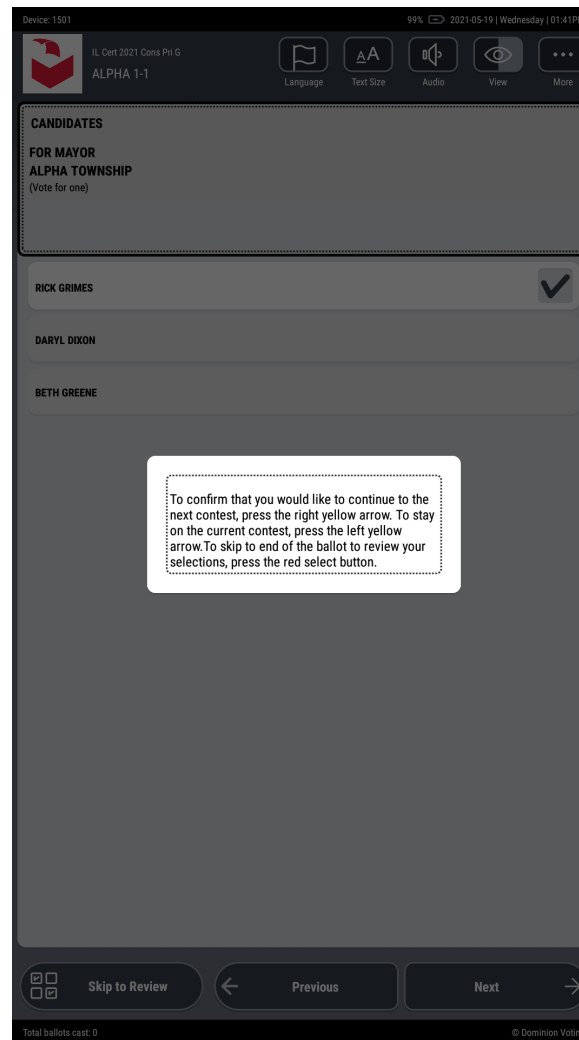 Device: 1501
99% 2021-05-19 | Wednesday | 01:41P
IL Cert 2021 Cons Pri G
ALPHA 1-1
Language
AA
Text Size
Audio
View
More
CANDIDATES
FOR MAYOR
ALPHA TOWNSHIP
(Vote for one)
RICK GRIMES
DARYL DIXON
BETH GREENE
To confirm that you would like to continue to the
next contest, press the right yellow arrow. To stay
on the current contest, press the left yellow
arrow.To skip to end of the ballot to review your
selections, press the red select button.
Skip to Review
Previous
Next
Total ballots cast: 0
© Dominion Votin